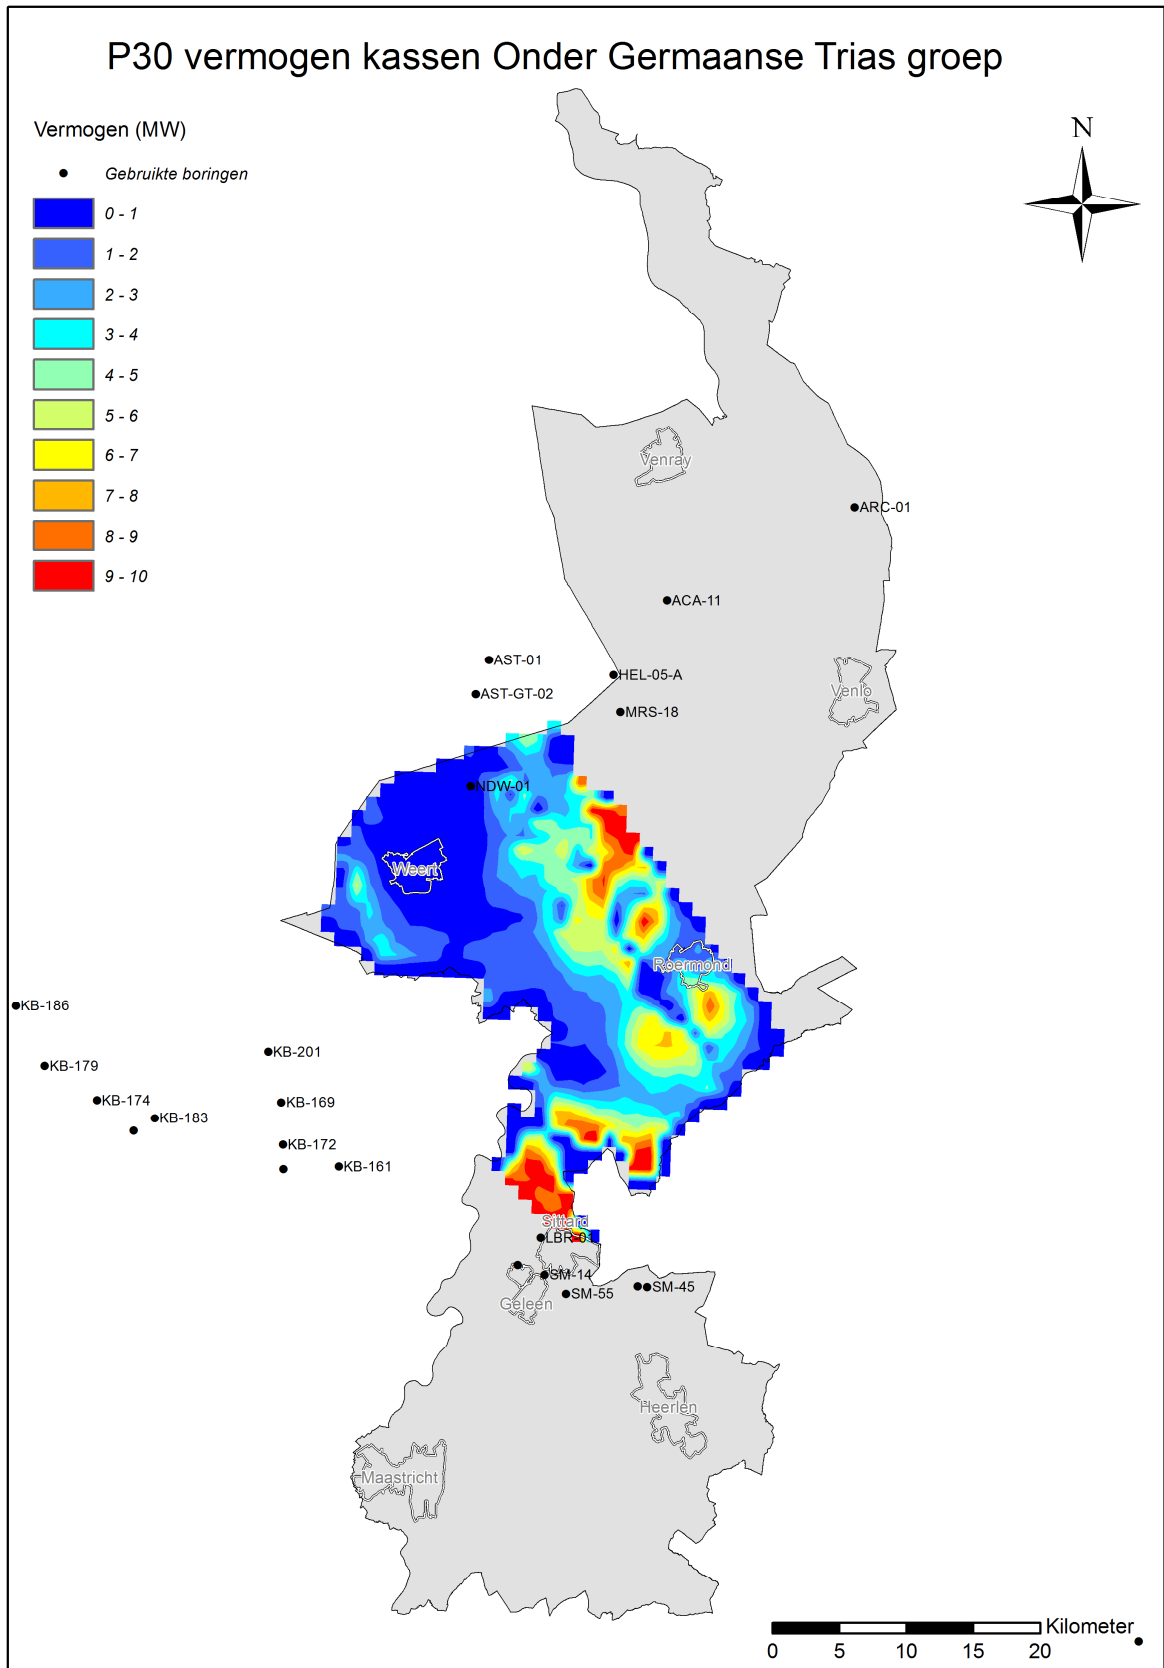 P30 vermogen kassen Onder Germaanse Trias groep
Vermogen (MW)
Gebruikte boringen
0 - 1
1 - 2
2 - 3
3 - 4
4 - 5
5 - 6
6 - 7
7 - 8
8 - 9
9 - 10
N
Venray
ARC-01
ACA-11
AST-01
HEL-05-A
AST-GT-02
Venlo
MRS-18
NDW-01
Weert
Roermond
KB-186
KB-201
KB-179
KB-174
KB-169
KB-183
KB-172
KB-161
Sittard
LBR-01
SM-14
SM-45
SM-55
Geleen
Heerlen
Maastricht
Kilometer
0 5 10 15 20